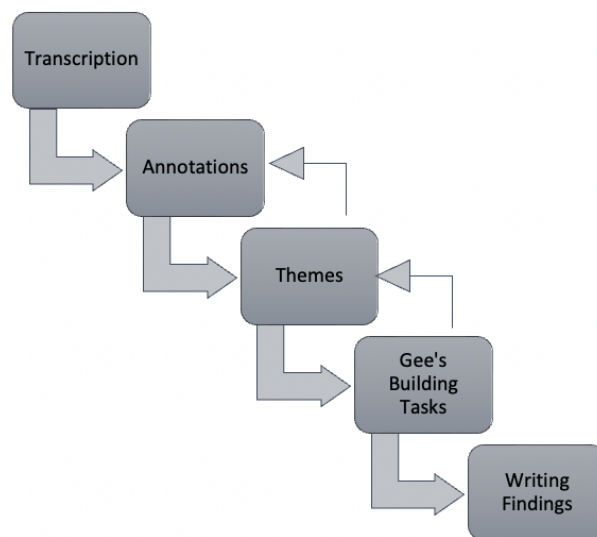 Transcription
Annotations
Themes
Gee's
Building
Tasks
Writing
Findings